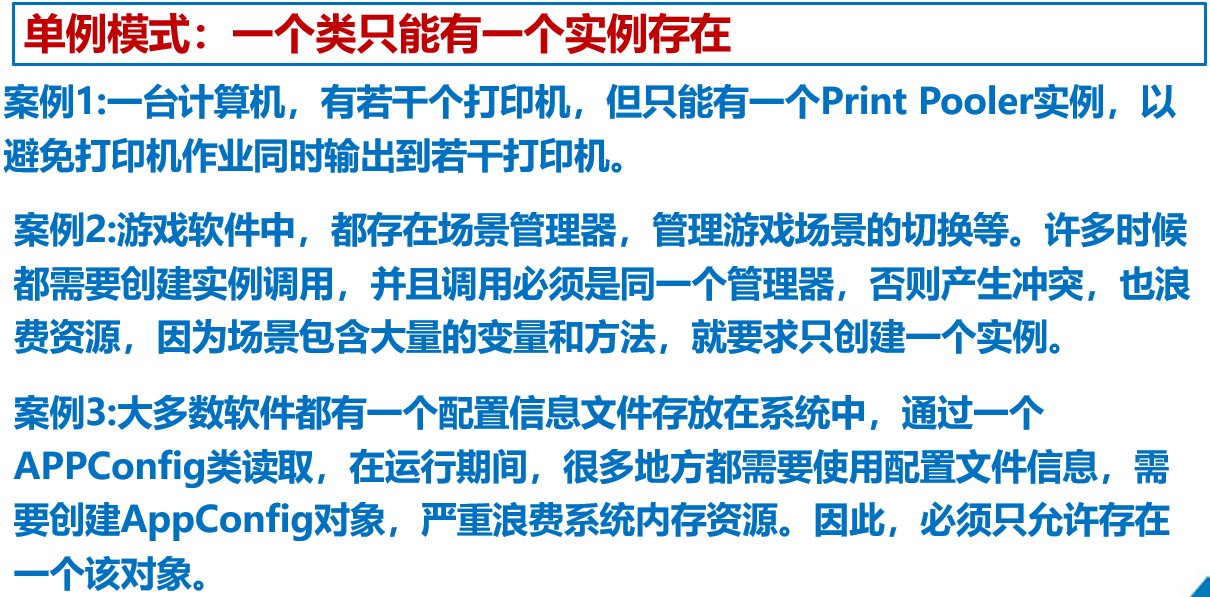 单例模式：一个类只能有一个实例存在
案例1:一台计算机，有若干个打印机，但只能有一个Print Pooler实例，以
避免打印机作业同时输出到若干打印机。
案例2:游戏软件中，都存在场景管理器，管理游戏场景的切换等。许多时候
都需要创建实例调用，并且调用必须是同一个管理器，否则产生冲突，也浪
费资源，因为场景包含大量的变量和方法，就要求只创建一个实例。
案例3:大多数软件都有一个配置信息文件存放在系统中，通过一个
APPConfig类读取，在运行期间，很多地方都需要使用配置文件信息，需
要创建AppConfig对象，严重浪费系统内存资源。因此，必须只允许存在
一个该对象。